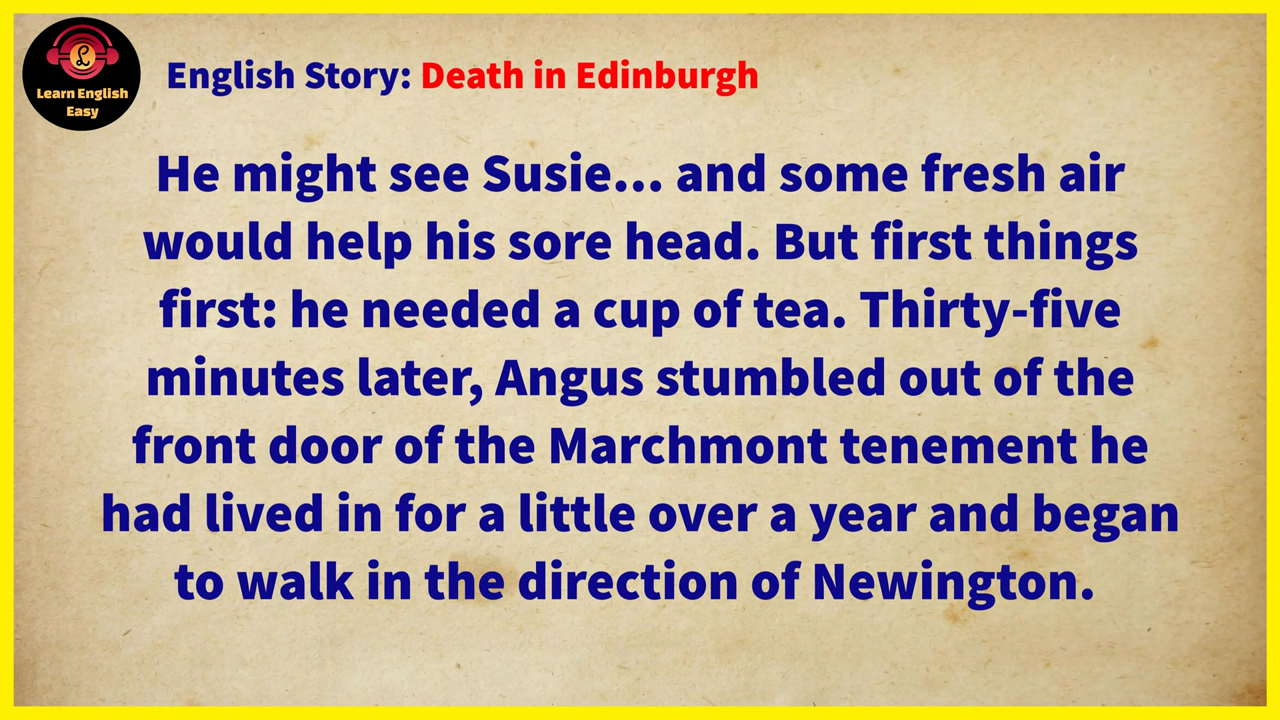 English Story: Death in Edinburgh
Learn English
Easy
He might see Susie... and some fresh air
would help his sore head. But first things
first: he needed a cup of tea. Thirty-five
minutes later, Angus stumbled out of the
front door of the Marchmont tenement he
had lived in for a little over a year and began
to walk in the direction of Newington.